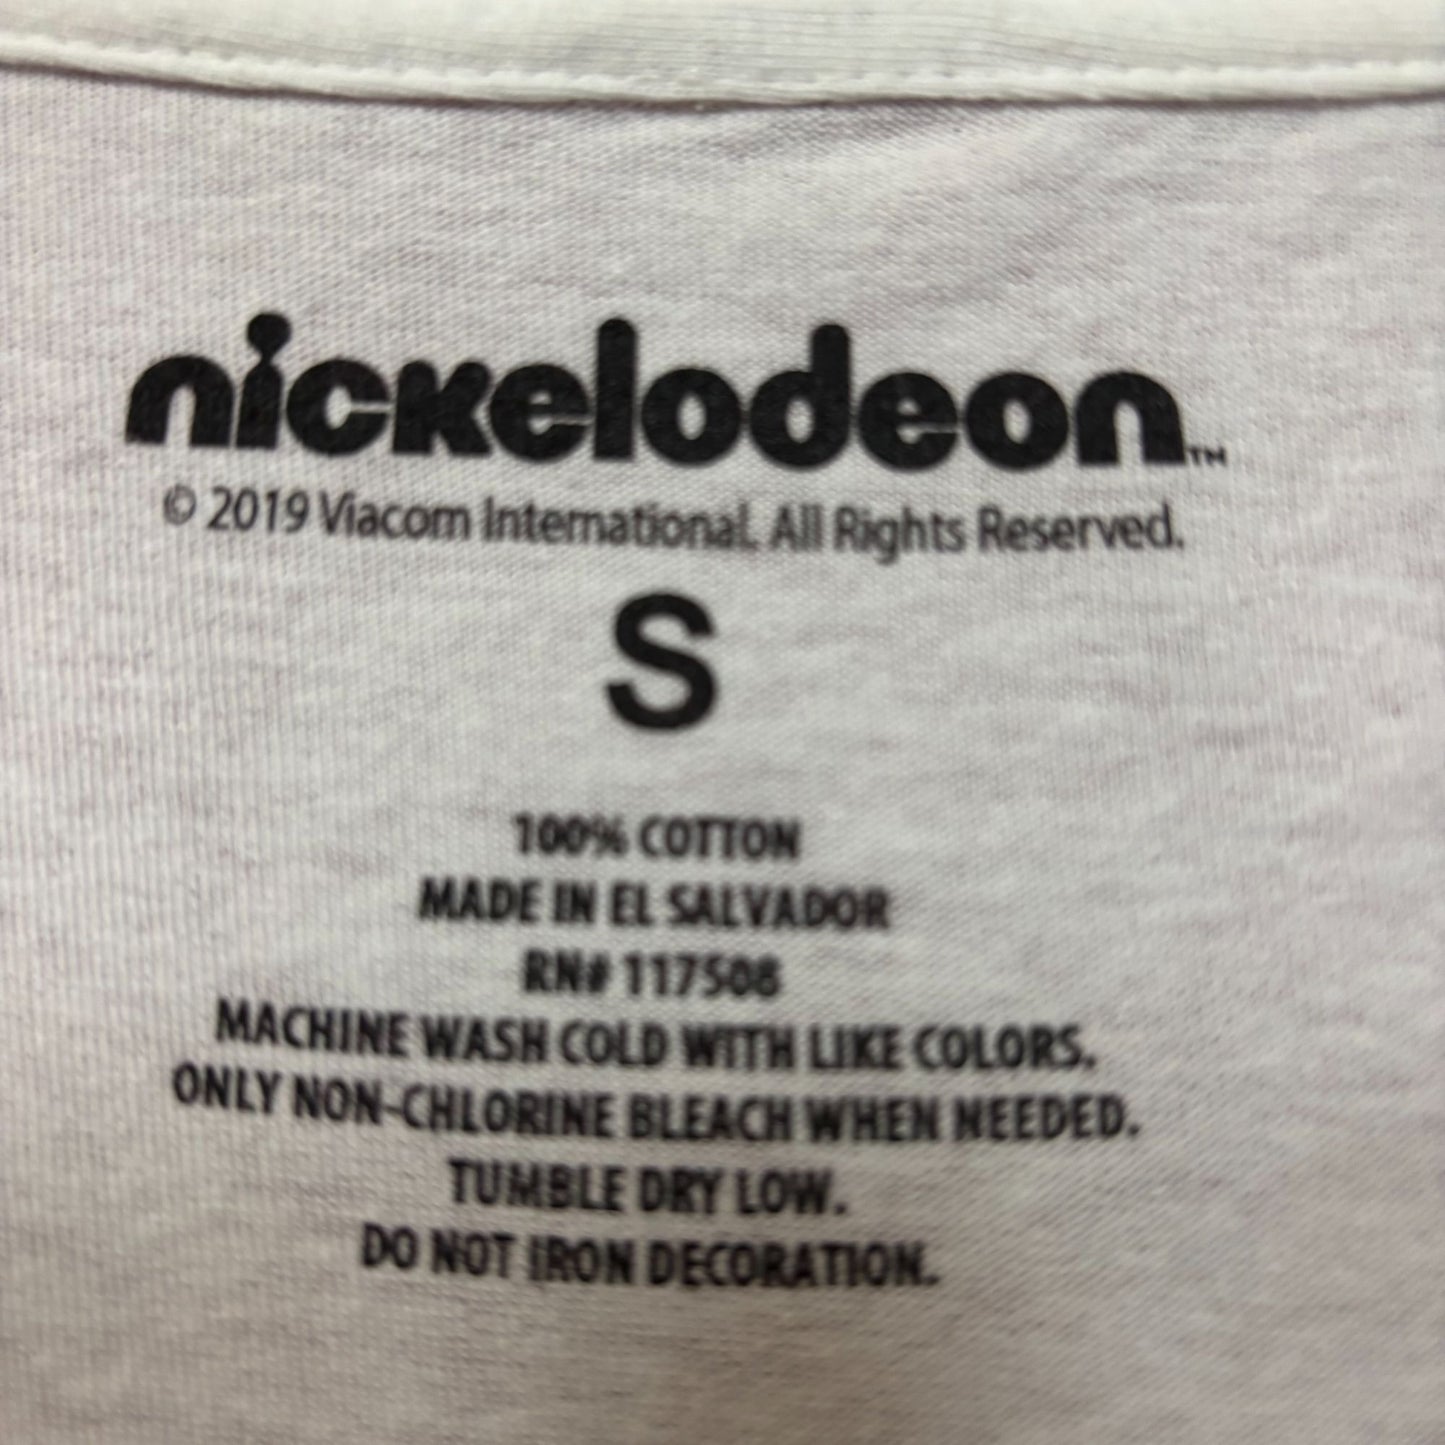 nickelodeon™
© 2019 Viacom International. All Rights Reserved.
S
100% COTTON
MADE IN EL SALVADOR
RN# 117508
MACHINE WASH COLD WITH LIKE COLORS.
ONLY NON-CHLORINE BLEACH WHEN NEEDED.
TUMBLE DRY LOW.
DO NOT IRON DECORATION.